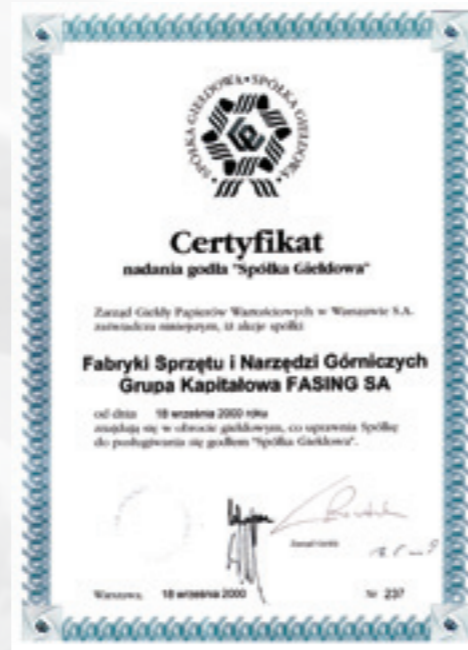 SPÓŁKA GIEŁDOWA • SPÓŁKA GIEŁDOWA •
Certyfikat
nadania godła "Spółka Giełdowa"
Zarząd Giełdy Papierów Wartościowych w Warszawie S.A.
zaświadcza niniejszym, iż akcje spółki
Fabryki Sprzętu i Narzędzi Górniczych
Grupa Kapitałowa FASING SA
od dnia 18 września 2000 roku
znajdują się w obrocie giełdowym, co uprawnia Spółkę
do posługiwania się godłem "Spółka Giełdowa".
Warszawa, 18 września 2000 Nr 237